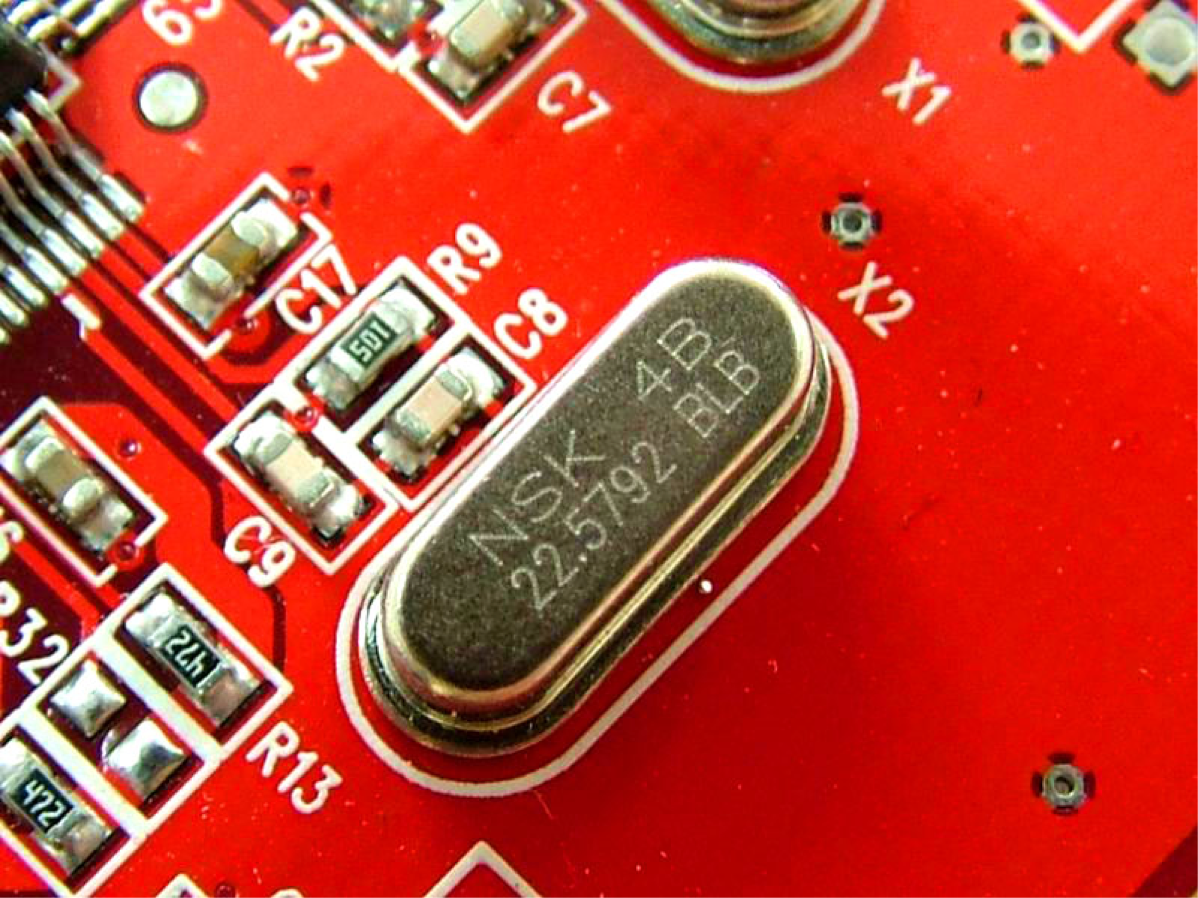 63
R2
C7
X1
R9
C17
C8
X2
501
4B
BLB
NSK
22.5792
C9
R32
472
R13
472